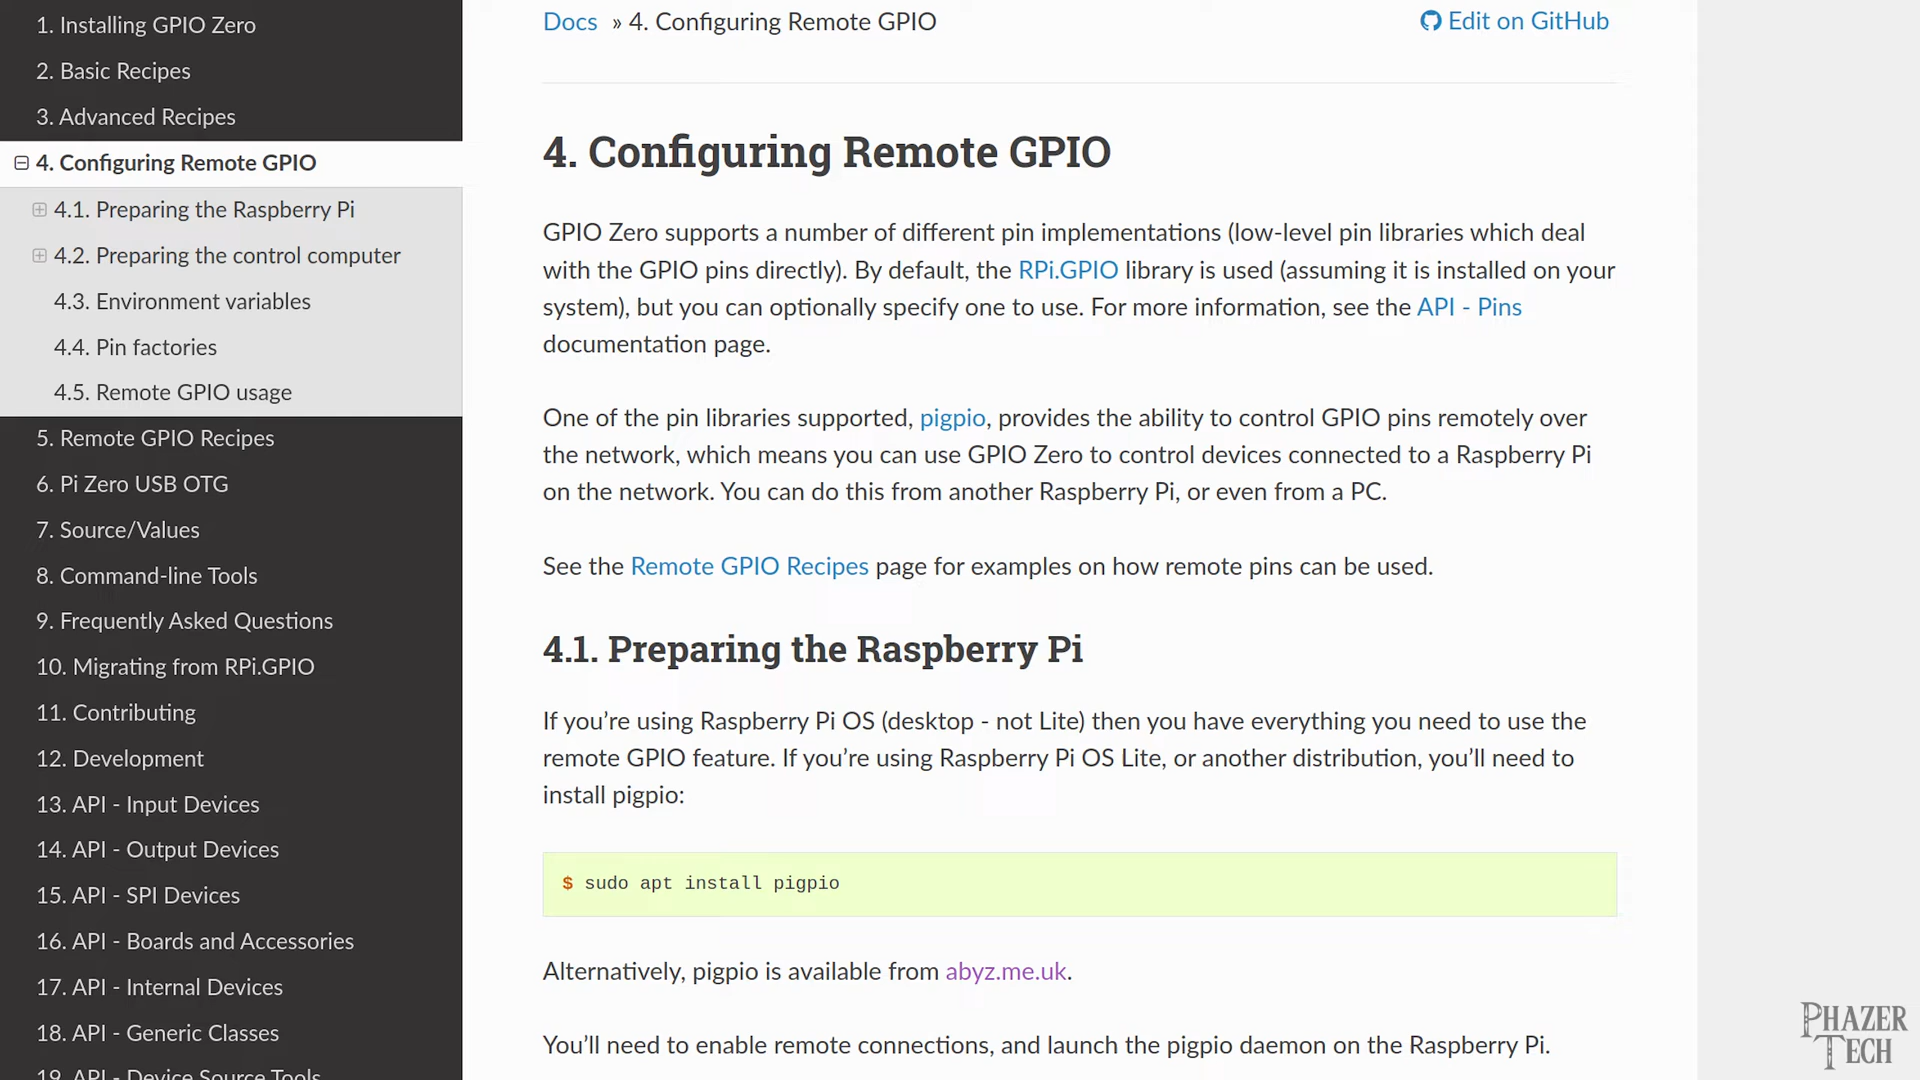 1. Installing GPIO Zero
2. Basic Recipes
3. Advanced Recipes
4. Configuring Remote GPIO
4.1. Preparing the Raspberry Pi
4.2. Preparing the control computer
4.3. Environment variables
4.4. Pin factories
4.5. Remote GPIO usage
5. Remote GPIO Recipes
6. Pi Zero USB OTG
7. Source/Values
8. Command-line Tools
9. Frequently Asked Questions
10. Migrating from RPi.GPIO
11. Contributing
12. Development
13. API - Input Devices
14. API - Output Devices
15. API - SPI Devices
16. API - Boards and Accessories
17. API - Internal Devices
18. API - Generic Classes
19. API - Device Source Tools
Docs » 4. Configuring Remote GPIO
Edit on GitHub
4. Configuring Remote GPIO
GPIO Zero supports a number of different pin implementations (low-level pin libraries which deal
with the GPIO pins directly). By default, the RPi.GPIO library is used (assuming it is installed on your
system), but you can optionally specify one to use. For more information, see the API - Pins
documentation page.
One of the pin libraries supported, pigpio, provides the ability to control GPIO pins remotely over
the network, which means you can use GPIO Zero to control devices connected to a Raspberry Pi
on the network. You can do this from another Raspberry Pi, or even from a PC.
See the Remote GPIO Recipes page for examples on how remote pins can be used.
4.1. Preparing the Raspberry Pi
If you’re using Raspberry Pi OS (desktop - not Lite) then you have everything you need to use the
remote GPIO feature. If you’re using Raspberry Pi OS Lite, or another distribution, you’ll need to
install pigpio:
$ sudo apt install pigpio
Alternatively, pigpio is available from abyz.me.uk.
You’ll need to enable remote connections, and launch the pigpio daemon on the Raspberry Pi.
PHAZER
TECH